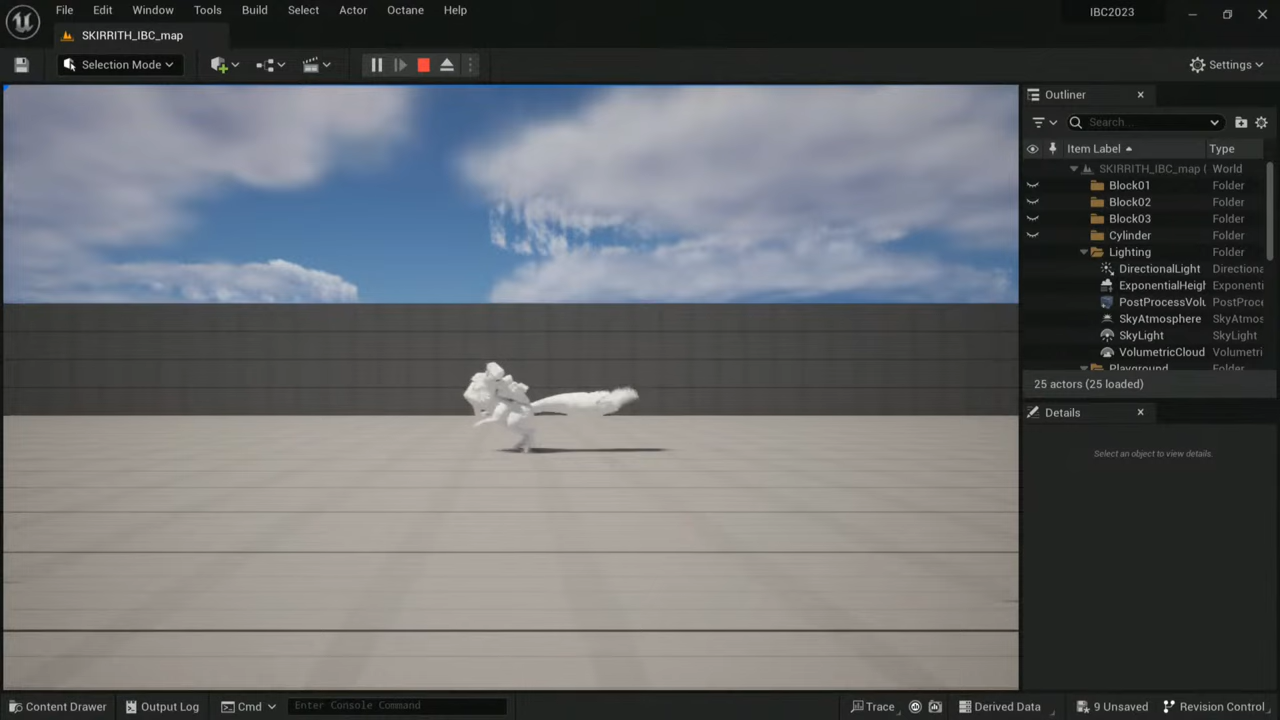 File Edit Window Tools Build Select Actor Octane Help
IBC2023
SKIRRITH_IBC_map
Selection Mode
Settings
Outliner
Search...
Item Label Type
SKIRRITH_IBC_map ( World
Block01 Folder
Block02 Folder
Block03 Folder
Cylinder Folder
Lighting Folder
DirectionalLight Directiona
ExponentialHeigh Exponenti
PostProcessVolu PostProce
SkyAtmosphere SkyAtmos
SkyLight SkyLight
VolumetricCloud Volumetri
Playground Folder
25 actors (25 loaded)
Details
Select an object to view details.
Content Drawer Output Log Cmd Enter Console Command Trace Derived Data 9 Unsaved Revision Control